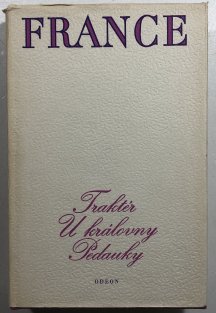 FRANCE
Traktér
U královny
Pedauky
ODEON